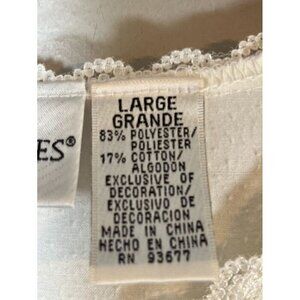 ES®
LARGE
GRANDE
83% POLYESTER/
POLIESTER
17% COTTON/
ALGODON
EXCLUSIVE OF
DECORATION/
EXCLUSIVO DE
DECORACION
MADE IN CHINA
HECHO EN CHINA
RN 93677